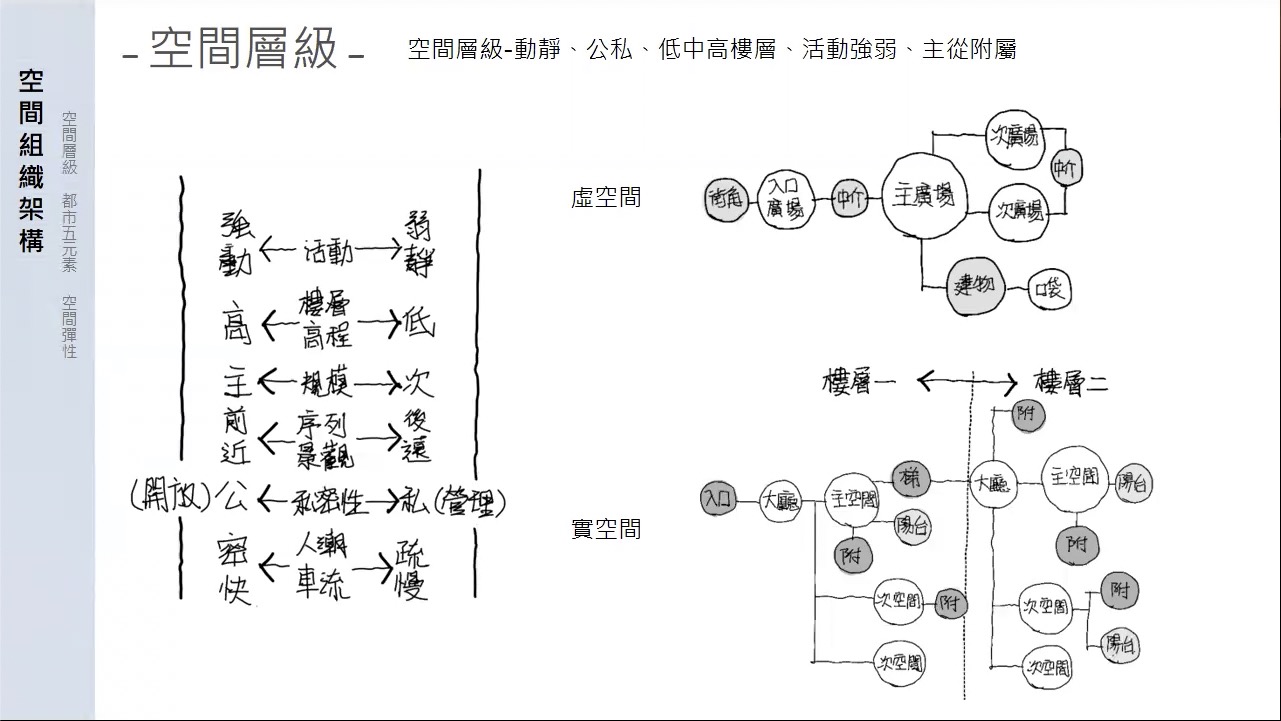 空間組織架構
空間層級 都市五元素 空間彈性
-空間層級-
空間層級-動靜、公私、低中高樓層、活動強弱、主從附屬
強動 活動 弱靜
高 樓層高程 低
主 規模 次
前近 序列景觀 後遠
(開放)公 私密性 私(管理)
密快 人潮車流 疏慢
虛空間
街角
入口
廣場
中介
主廣場
次廣場
中介
次廣場
建物
口袋
實空間
樓層一
樓層二
入口
大廳
主空間
梯
陽台
附
次空間
附
次空間
附
大廳
主空間
陽台
附
次空間
附
陽台
次空間